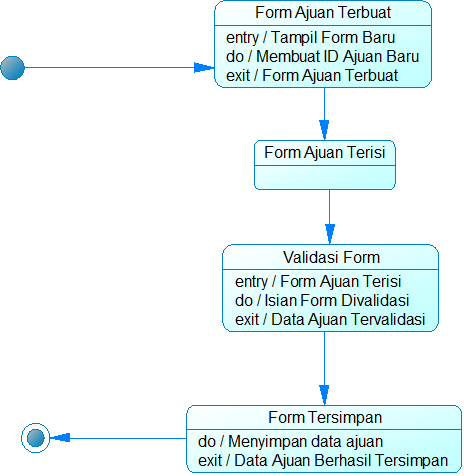 Form Ajuan Terbuat
entry / Tampil Form Baru
do / Membuat ID Ajuan Baru
exit / Form Ajuan Terbuat
Form Ajuan Terisi
Validasi Form
entry / Form Ajuan Terisi
do / Isian Form Divalidasi
exit / Data Ajuan Tervalidasi
Form Tersimpan
do / Menyimpan data ajuan
exit / Data Ajuan Berhasil Tersimpan